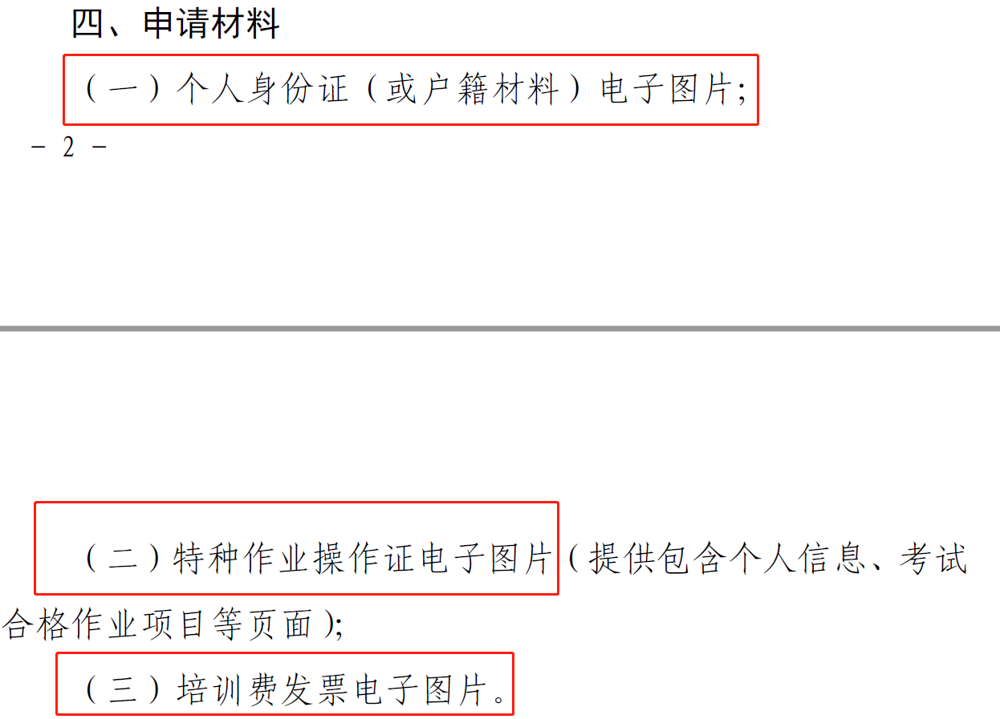 四、申请材料
（一）个人身份证（或户籍材料）电子图片;
- 2 -
（二）特种作业操作证电子图片（提供包含个人信息、考试
合格作业项目等页面);
（三）培训费发票电子图片。